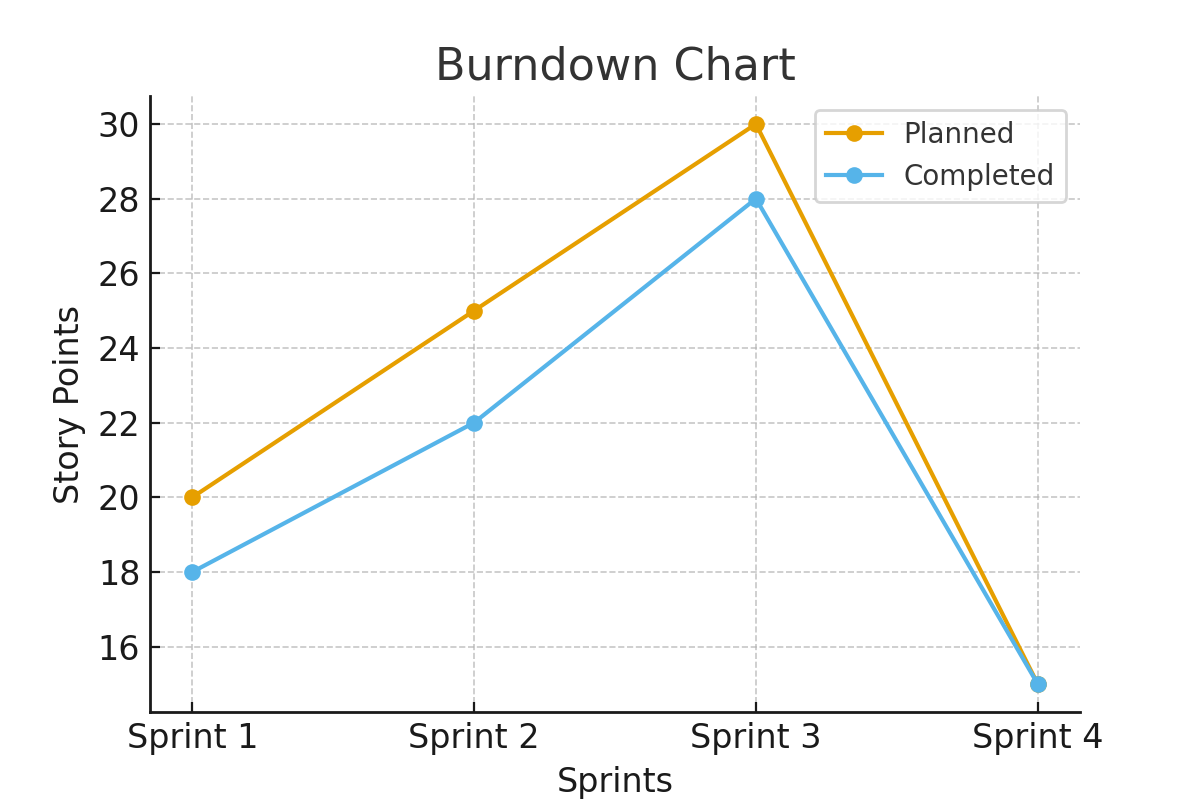 Burndown Chart
Planned
Completed
Story Points
30
28
26
24
22
20
18
16
Sprint 1
Sprint 2
Sprint 3
Sprint 4
Sprints